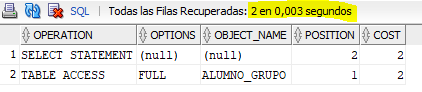 SQL | Todas las Filas Recuperadas: 2 en 0,003 segundos
OPERATION OPTIONS OBJECT_NAME POSITION COST
1 SELECT STATEMENT (null) (null) 2 2
2 TABLE ACCESS FULL ALUMNO_GRUPO 1 2